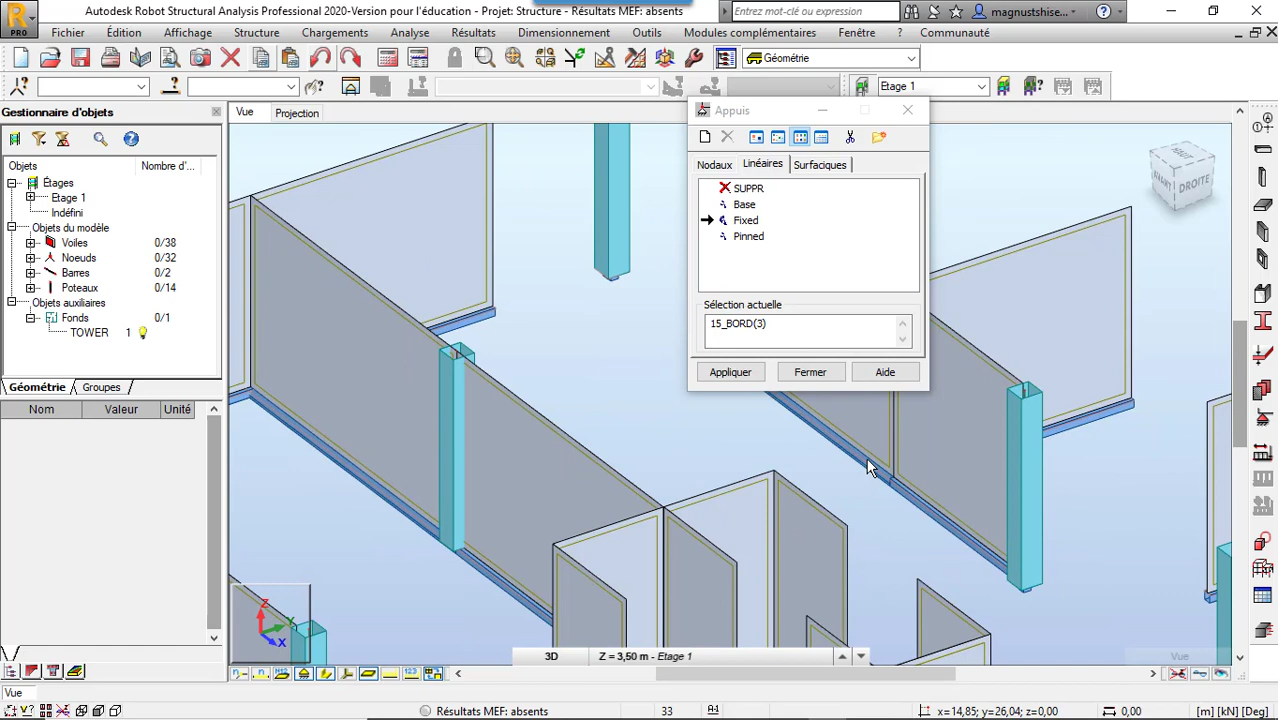 Autodesk Robot Structural Analysis Professional 2020-Version pour l'éducation - Projet: Structure - Résultats MEF: absents
Entrez mot-clé ou expression
magnustshise...
PRO
Fichier Édition Affichage Structure Chargements Analyse Résultats Dimensionnement Outils Modules complémentaires Fenêtre ? Communauté
Géométrie
Etage 1
Gestionnaire d'objets
Vue Projection
Objets Nombre d'...
Étages
Etage 1
Indéfini
Objets du modèle
Voiles 0/38
Noeuds 0/32
Barres 0/2
Poteaux 0/14
Objets auxiliaires
Fonds 0/1
TOWER 1
Géométrie Groupes
Nom Valeur Unité
Appuis
Nodaux Linéaires Surfaciques
SUPPR
Base
Fixed
Pinned
Sélection actuelle
15_BORD(3)
Appliquer Fermer Aide
HAUT
AVANT DROITE
Z
Y
X
3D Z = 3,50 m - Etage 1
Vue
Vue
Résultats MEF: absents 33 x=14,85; y=26,04; z=0,00 0,00 [m] [kN] [Deg]